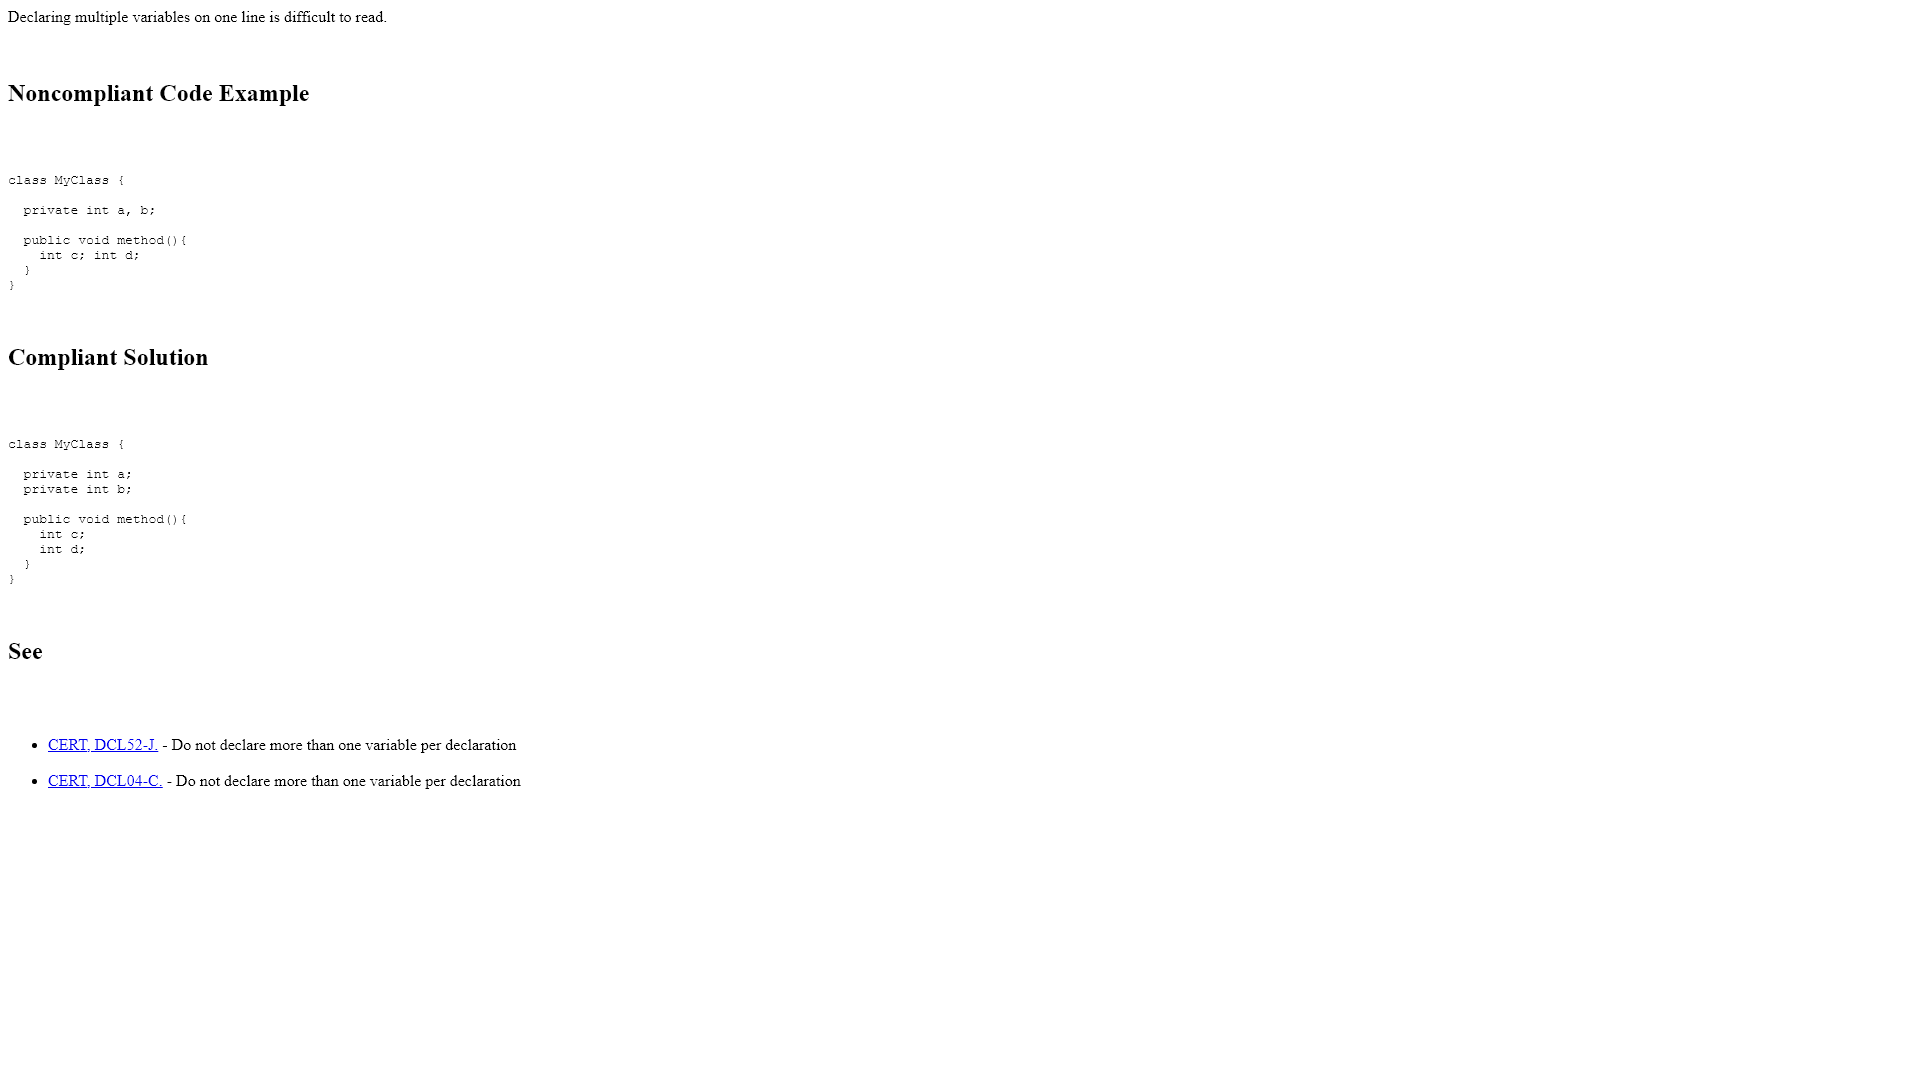 Declaring multiple variables on one line is difficult to read.
Noncompliant Code Example
class MyClass {
  private int a, b;
  public void method(){
    int c; int d;
  }
}
Compliant Solution
class MyClass {
  private int a;
  private int b;
  public void method(){
    int c;
    int d;
  }
}
See
• CERT, DCL52-J. - Do not declare more than one variable per declaration
• CERT, DCL04-C. - Do not declare more than one variable per declaration